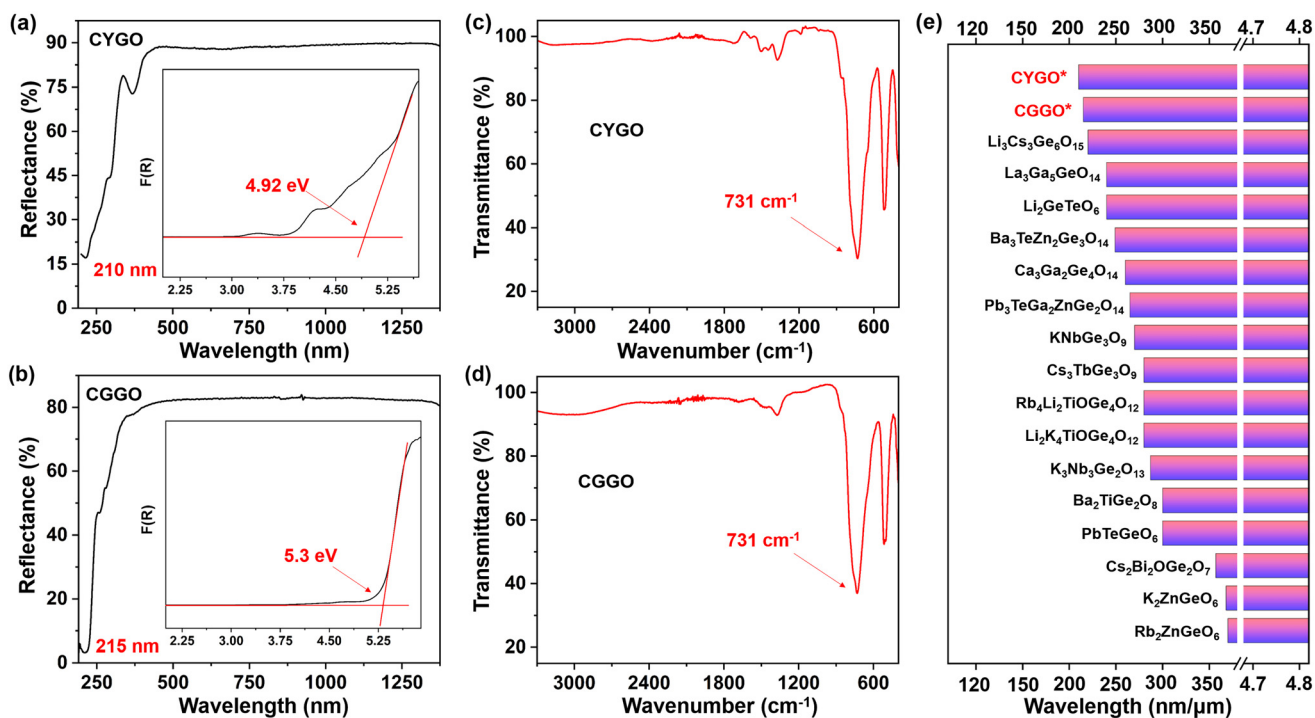 (a)
CYGO
90
75
60
45
30
15
0
Reflectance (%)
250 500 750 1000 1250
Wavelength (nm)
210 nm
F(R)
4.92 eV
2.25 3.00 3.75 4.50 5.25
(b)
CGGO
80
60
40
20
0
Reflectance (%)
250 500 750 1000 1250
Wavelength (nm)
215 nm
F(R)
5.3 eV
2.25 3.00 3.75 4.50 5.25
(c)
100
80
60
40
20
Transmittance (%)
CYGO
731 cm⁻¹
3000 2400 1800 1200 600
Wavenumber (cm⁻¹)
(d)
100
80
60
40
20
Transmittance (%)
CGGO
731 cm⁻¹
3000 2400 1800 1200 600
Wavenumber (cm⁻¹)
(e)
120 150 200 250 300 350 4.7 4.8
CYGO*
CGGO*
Li₃Cs₃Ge₆O₁₅
La₃Ga₅GeO₁₄
Li₂GeTeO₆
Ba₃TeZn₂Ge₃O₁₄
Ca₃Ga₂Ge₄O₁₄
Pb₃TeGa₂ZnGe₂O₁₄
KNbGe₃O₉
Cs₃TbGe₃O₉
Rb₄Li₂TiOGe₄O₁₂
Li₂K₄TiOGe₄O₁₂
K₃Nb₃Ge₂O₁₃
Ba₂TiGe₂O₈
PbTeGeO₆
Cs₂Bi₂OGe₂O₇
K₂ZnGeO₆
Rb₂ZnGeO₆
120 150 200 250 300 350 4.7 4.8
Wavelength (nm/μm)